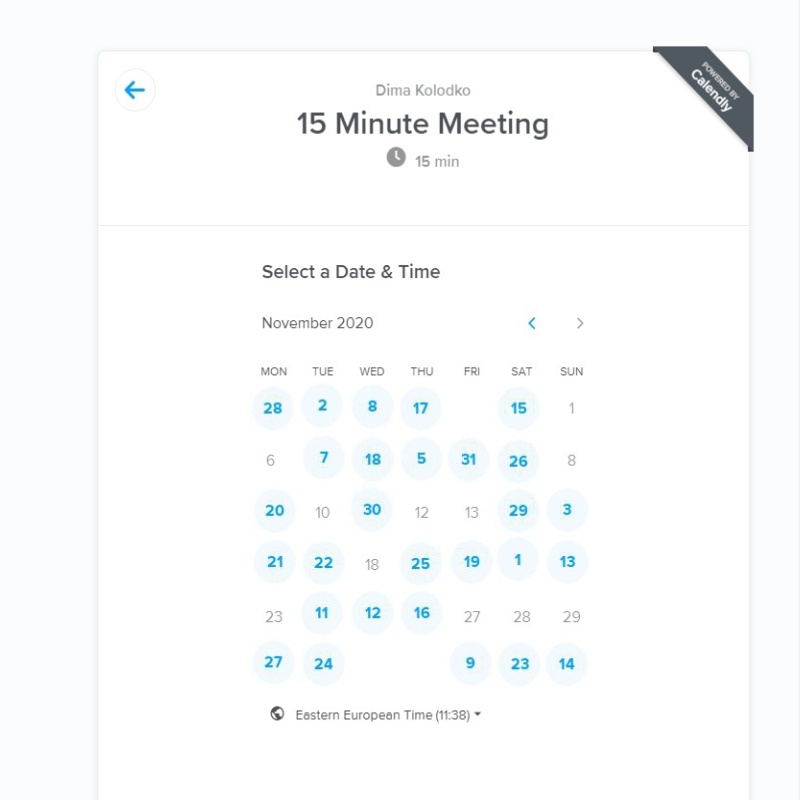 POWERED BY
Calendly
Dima Kolodko
15 Minute Meeting
15 min
Select a Date & Time
November 2020
MON TUE WED THU FRI SAT SUN
28 2 8 17 15 1
6 7 18 5 31 26 8
20 10 30 12 13 29 3
21 22 18 25 19 1 13
23 11 12 16 27 28 29
27 24 9 23 14
Eastern European Time (11:38)